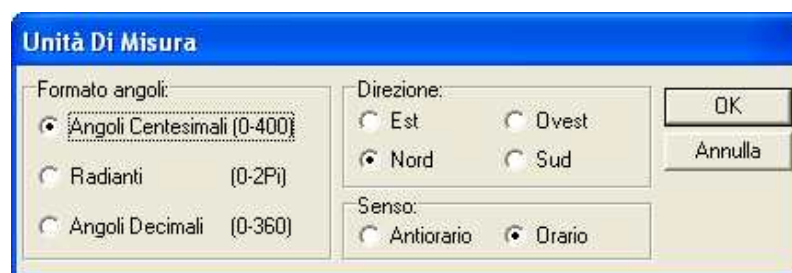 Unità Di Misura
Formato angoli:
Angoli Centesimali (0-400)
Radianti (0-2Pi)
Angoli Decimali (0-360)
Direzione:
Est Ovest
Nord Sud
Senso:
Antiorario Orario
OK
Annulla